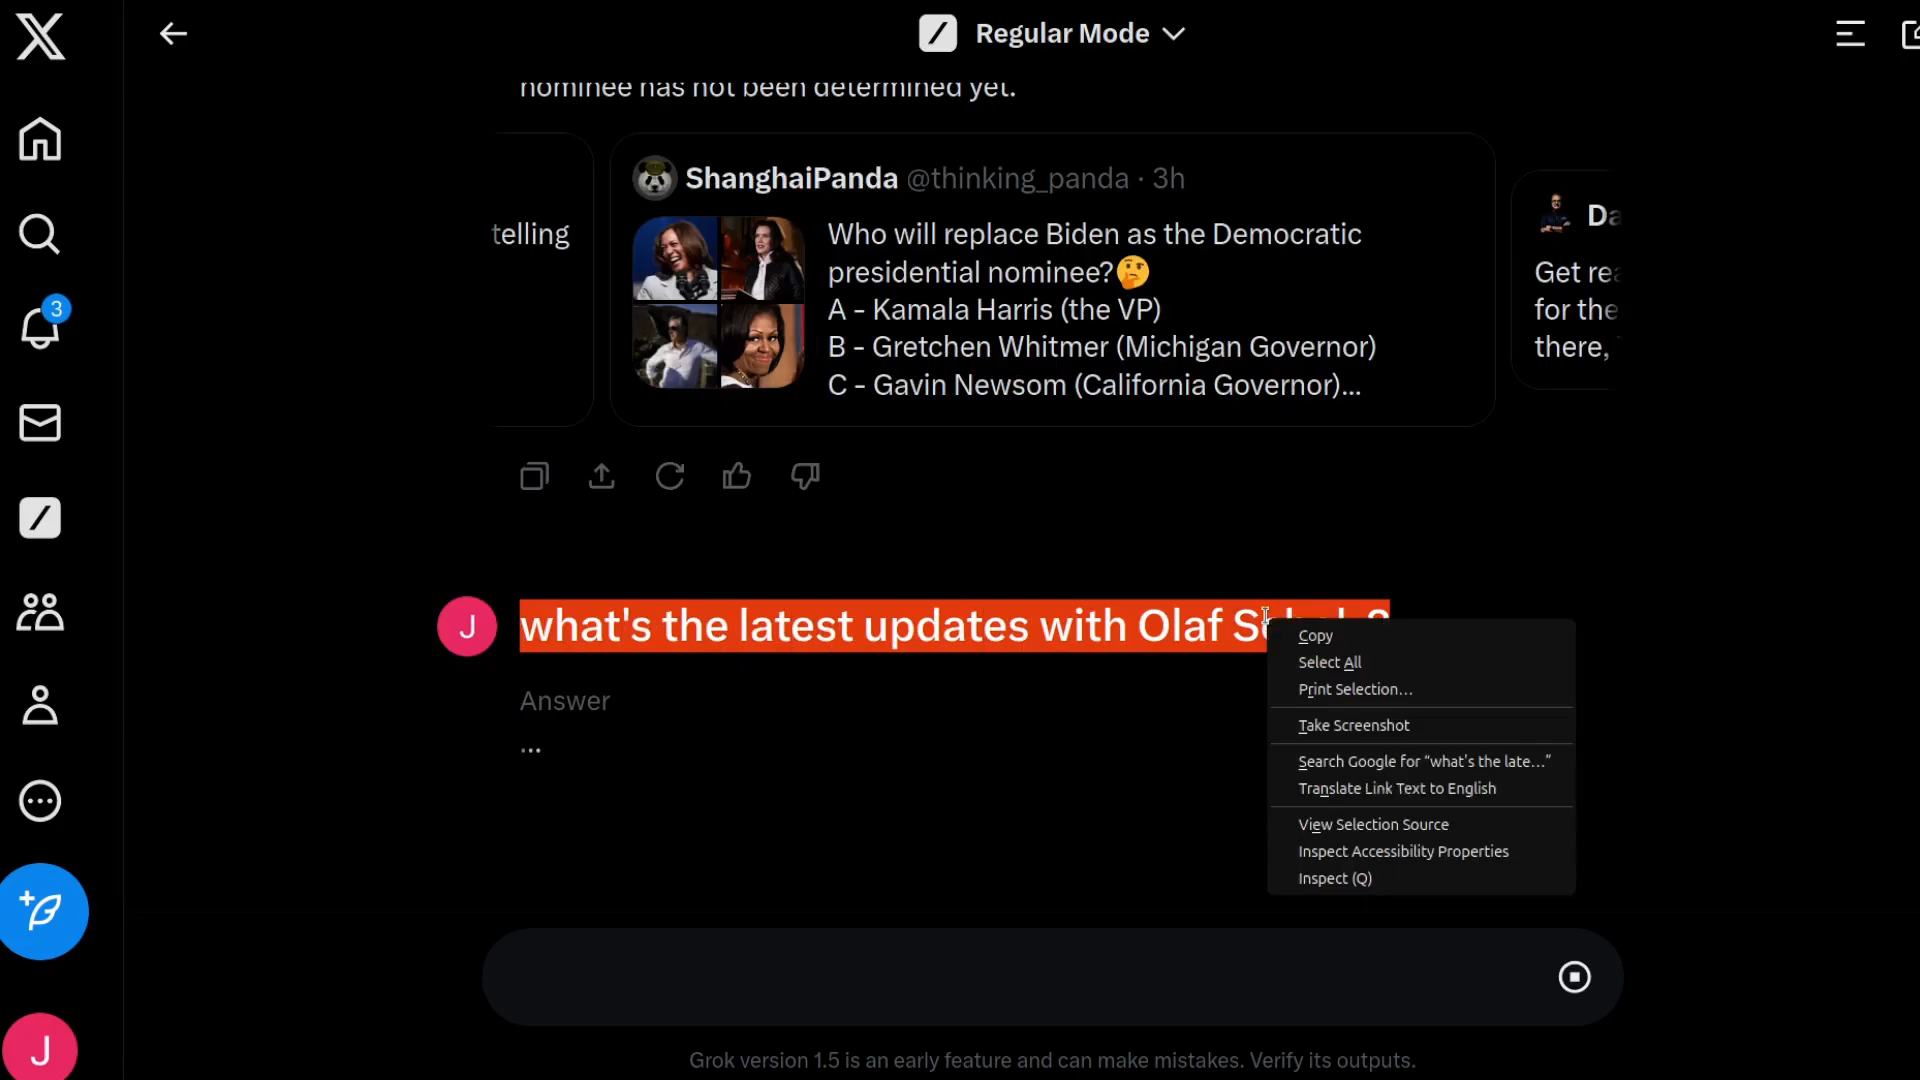 Regular Mode
nominee has not been determined yet.
telling
ShanghaiPanda @thinking_panda · 3h
Who will replace Biden as the Democratic
presidential nominee?🤔
A - Kamala Harris (the VP)
B - Gretchen Whitmer (Michigan Governor)
C - Gavin Newsom (California Governor)...
Get
for the
there,
3
J
what's the latest updates with Olaf
Answer
...
Copy
Select All
Print Selection...
Take Screenshot
Search Google for “what's the late...”
Translate Link Text to English
View Selection Source
Inspect Accessibility Properties
Inspect (Q)
J
Grok version 1.5 is an early feature and can make mistakes. Verify its outputs.